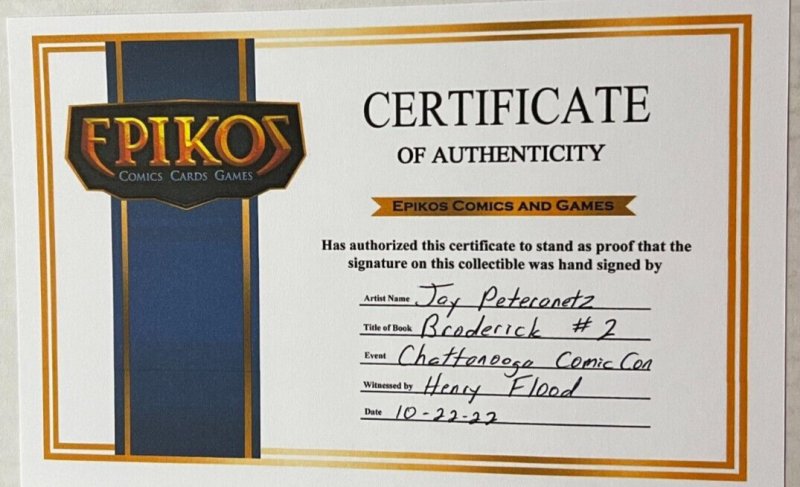 EPIKOS
COMICS CARDS GAMES
CERTIFICATE
OF AUTHENTICITY
EPIKOS COMICS AND GAMES
Has authorized this certificate to stand as proof that the
signature on this collectible was hand signed by
Artist Name Jay Peteranetz
Title of Book Broderick # 2
Event Chattanooga Comic Con
Witnessed by Henry Flood
Date 10-22-22